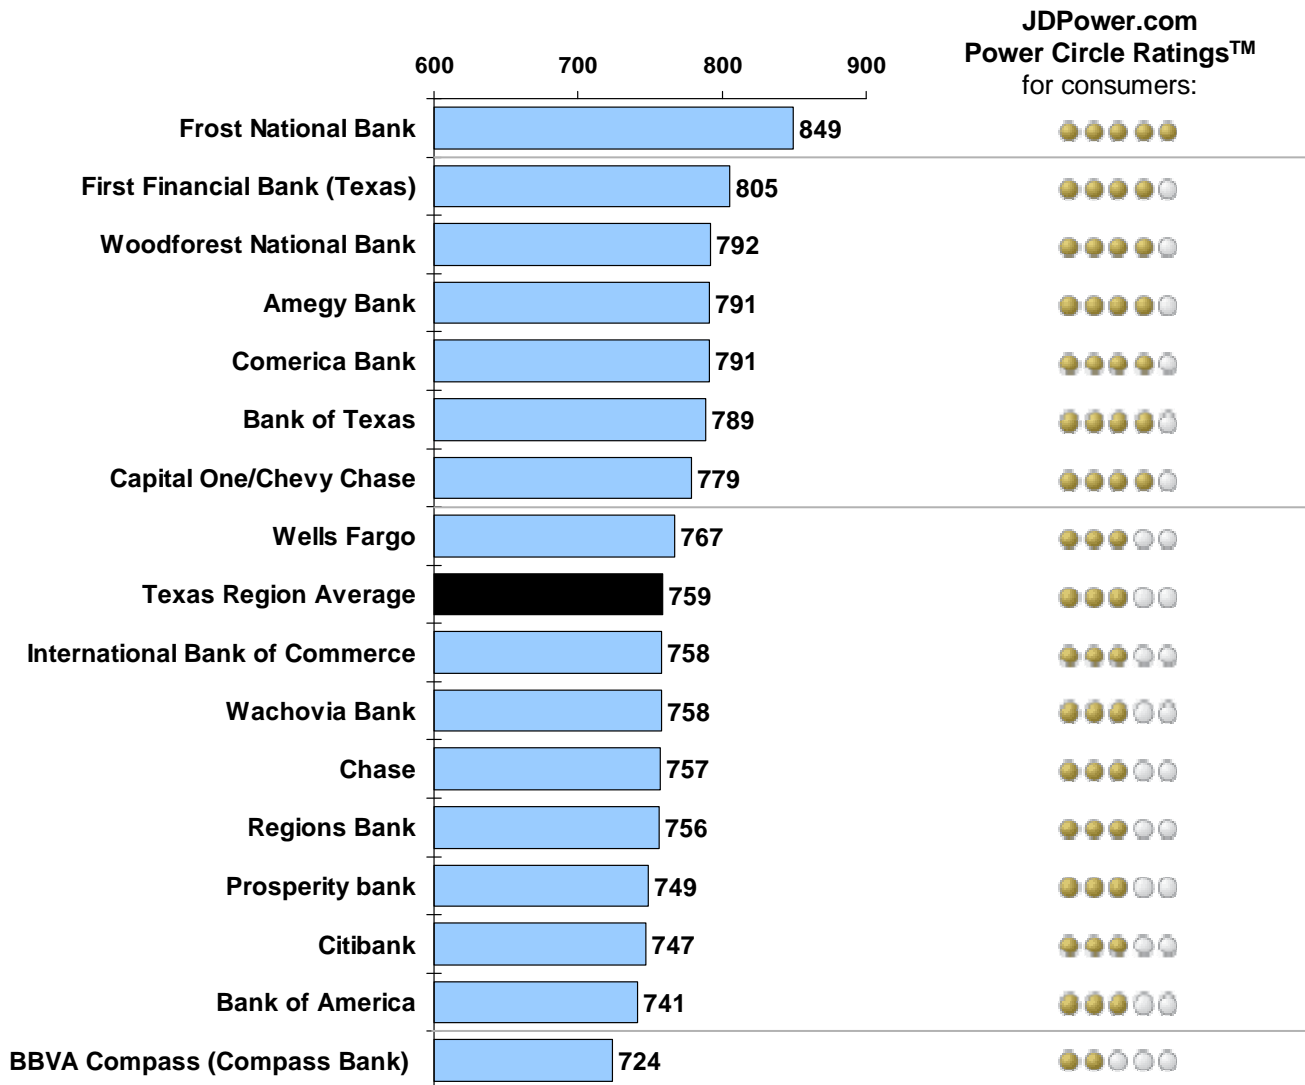 JDPower.com
Power Circle Ratings™
for consumers:
600 700 800 900
Frost National Bank 849
First Financial Bank (Texas) 805
Woodforest National Bank 792
Amegy Bank 791
Comerica Bank 791
Bank of Texas 789
Capital One/Chevy Chase 779
Wells Fargo 767
Texas Region Average 759
International Bank of Commerce 758
Wachovia Bank 758
Chase 757
Regions Bank 756
Prosperity bank 749
Citibank 747
Bank of America 741
BBVA Compass (Compass Bank) 724